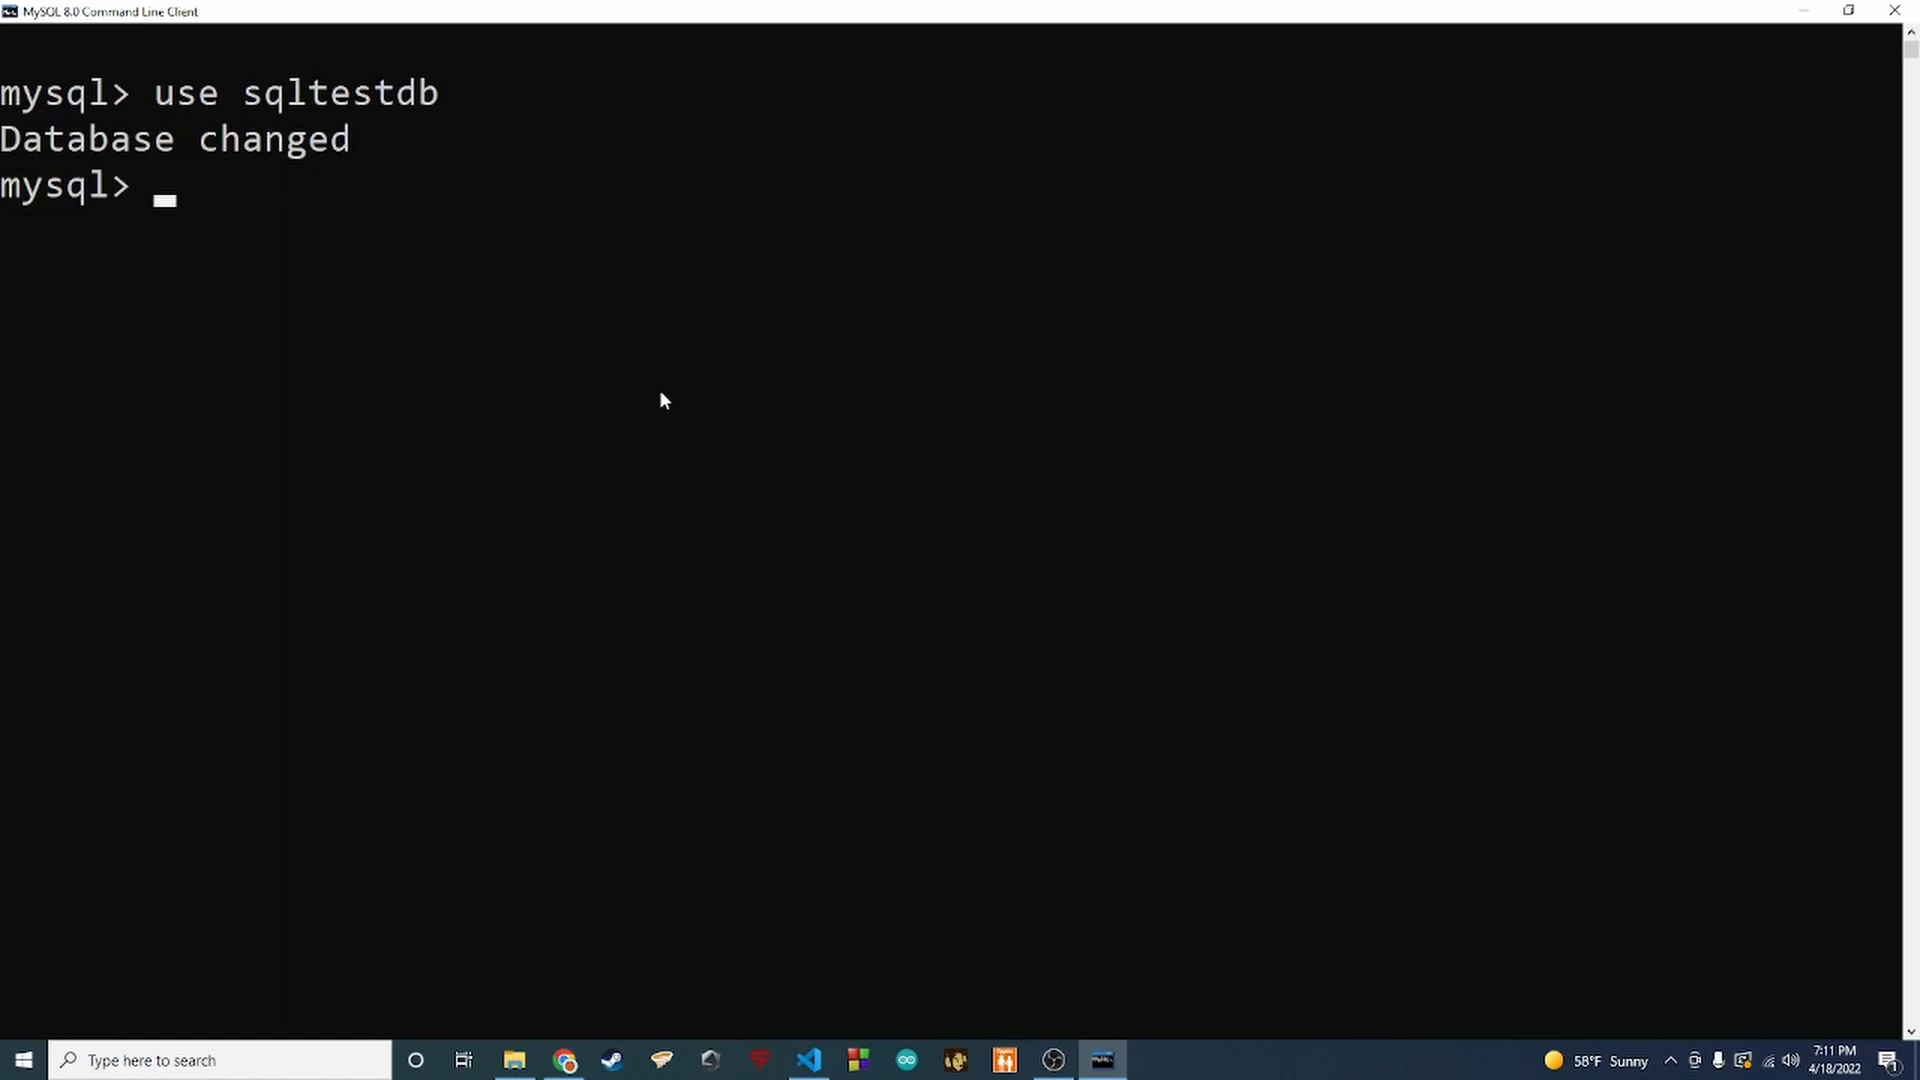 MySQL 8.0 Command Line Client
mysql> use sqltestdb
Database changed
mysql>
Type here to search
58°F Sunny
7:11 PM
4/18/2022
1